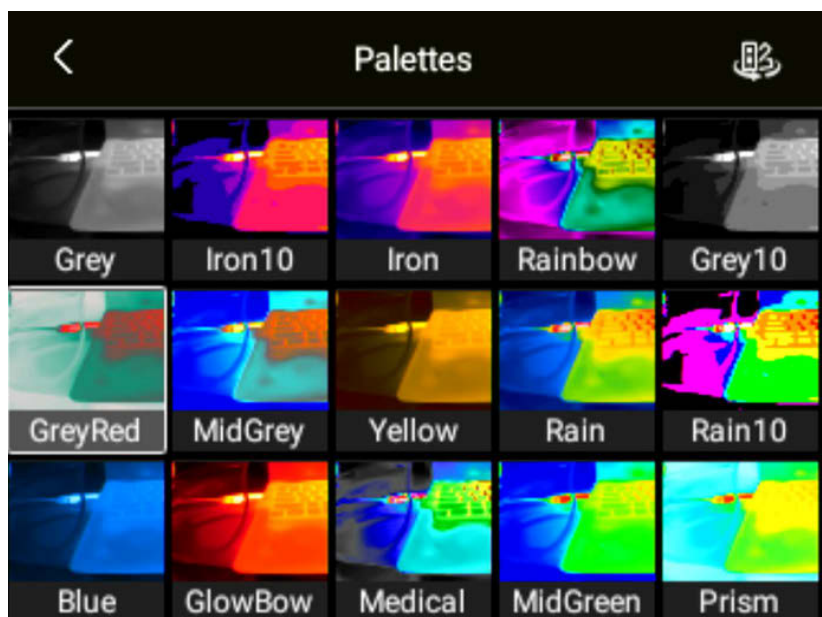 Palettes
Grey Iron10 Iron Rainbow Grey10
GreyRed MidGrey Yellow Rain Rain10
Blue GlowBow Medical MidGreen Prism